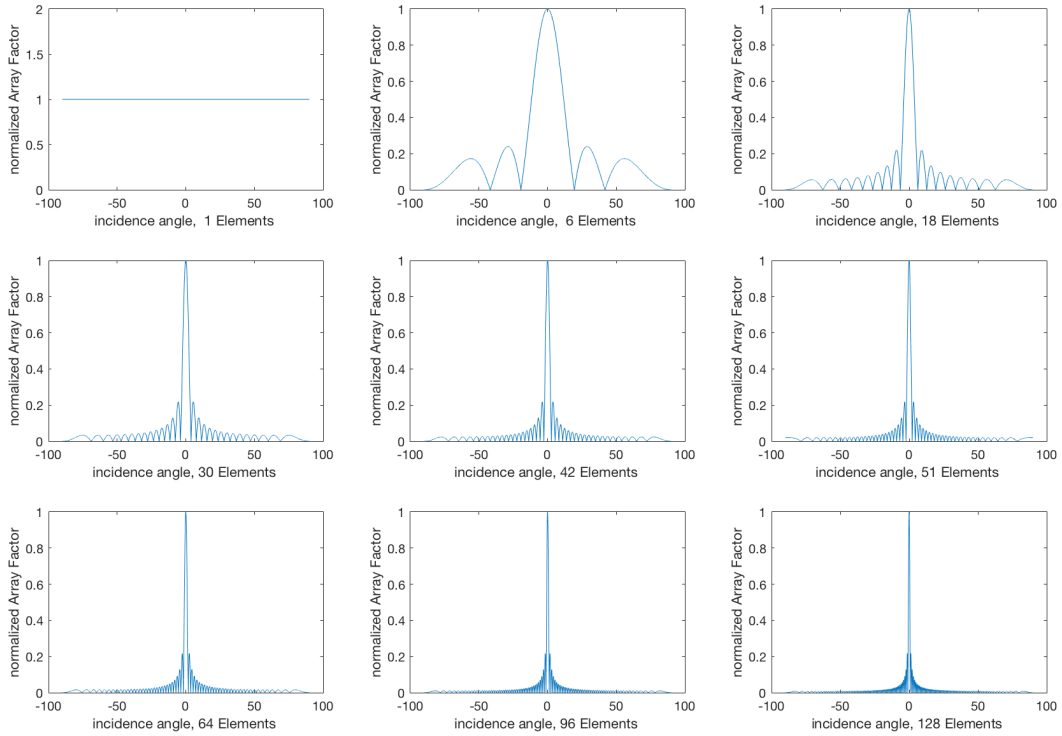 normalized Array Factor
2
1.5
1
0.5
0
-100 -50 0 50 100
incidence angle,  1 Elements
normalized Array Factor
1
0.8
0.6
0.4
0.2
0
-100 -50 0 50 100
incidence angle,  6 Elements
normalized Array Factor
1
0.8
0.6
0.4
0.2
0
-100 -50 0 50 100
incidence angle, 18 Elements
normalized Array Factor
1
0.8
0.6
0.4
0.2
0
-100 -50 0 50 100
incidence angle, 30 Elements
normalized Array Factor
1
0.8
0.6
0.4
0.2
0
-100 -50 0 50 100
incidence angle, 42 Elements
normalized Array Factor
1
0.8
0.6
0.4
0.2
0
-100 -50 0 50 100
incidence angle, 51 Elements
normalized Array Factor
1
0.8
0.6
0.4
0.2
0
-100 -50 0 50 100
incidence angle, 64 Elements
normalized Array Factor
1
0.8
0.6
0.4
0.2
0
-100 -50 0 50 100
incidence angle, 96 Elements
normalized Array Factor
1
0.8
0.6
0.4
0.2
0
-100 -50 0 50 100
incidence angle, 128 Elements